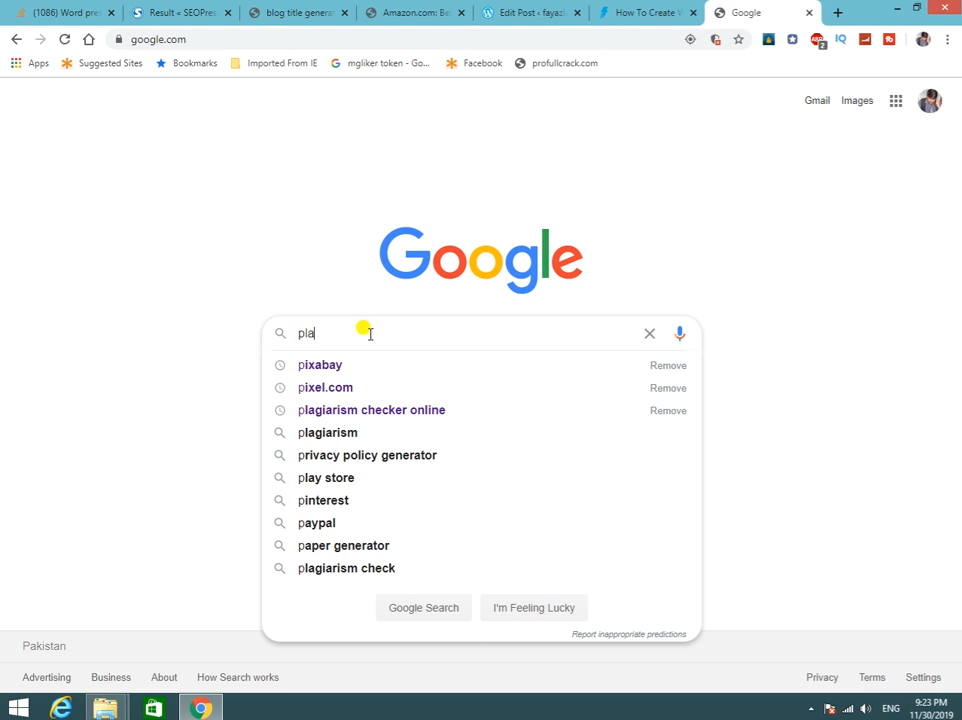 (1086) Word pre
Result « SEOPres
blog title genera
Amazon.com: Be
Edit Post ‹ fayaz
How To Create W
Google
google.com
2
IQ
Apps
Suggested Sites
Bookmarks
Imported From IE
mgliker token - Go...
Facebook
profullcrack.com
Gmail
Images
Google
pla
pixabay
Remove
pixel.com
Remove
plagiarism checker online
Remove
plagiarism
privacy policy generator
play store
pinterest
paypal
paper generator
plagiarism check
Google Search
I'm Feeling Lucky
Report inappropriate predictions
Pakistan
Advertising
Business
About
How Search works
Privacy
Terms
Settings
ENG
9:23 PM
11/30/2019